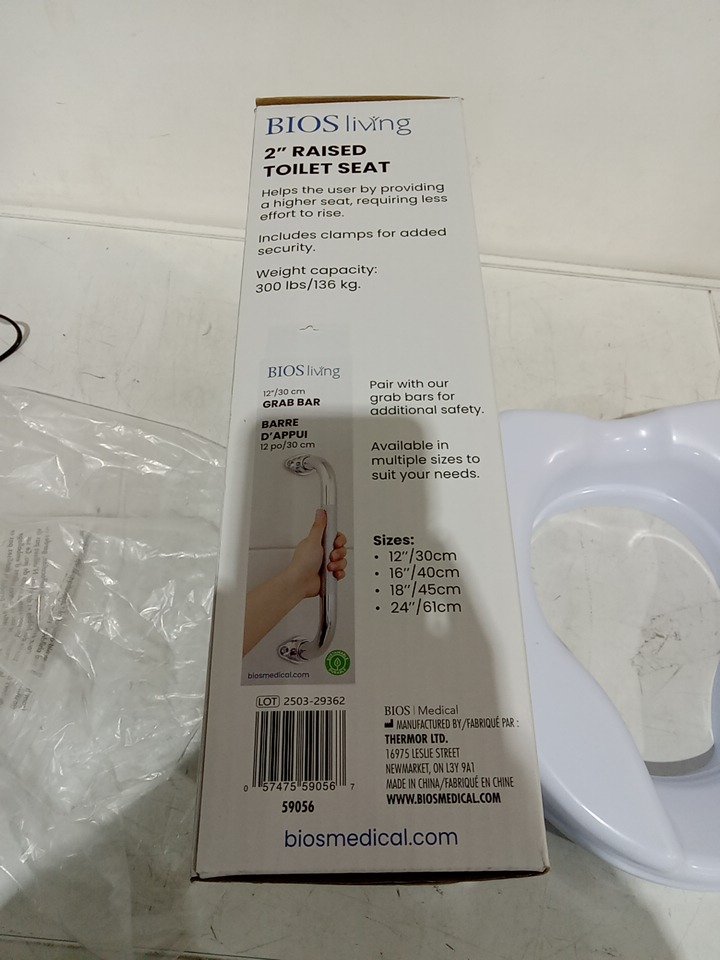 BIOS living
2” RAISED
TOILET SEAT
Helps the user by providing
a higher seat, requiring less
effort to rise.
Includes clamps for added
security.
Weight capacity:
300 lbs/136 kg.
BIOS living
12”/30 cm
GRAB BAR
BARRE
D’APPUI
12 po/30 cm
biosmedical.com
Pair with our
grab bars for
additional safety.
Available in
multiple sizes to
suit your needs.
Sizes:
• 12”/30cm
• 16”/40cm
• 18”/45cm
• 24”/61cm
LOT 2503-29362
0 57475 59056 7
59056
BIOS | Medical
MANUFACTURED BY/FABRIQUÉ PAR :
THERMOR LTD.
16975 LESLIE STREET
NEWMARKET, ON L3Y 9A1
MADE IN CHINA/FABRIQUÉ EN CHINE
WWW.BIOSMEDICAL.COM
biosmedical.com